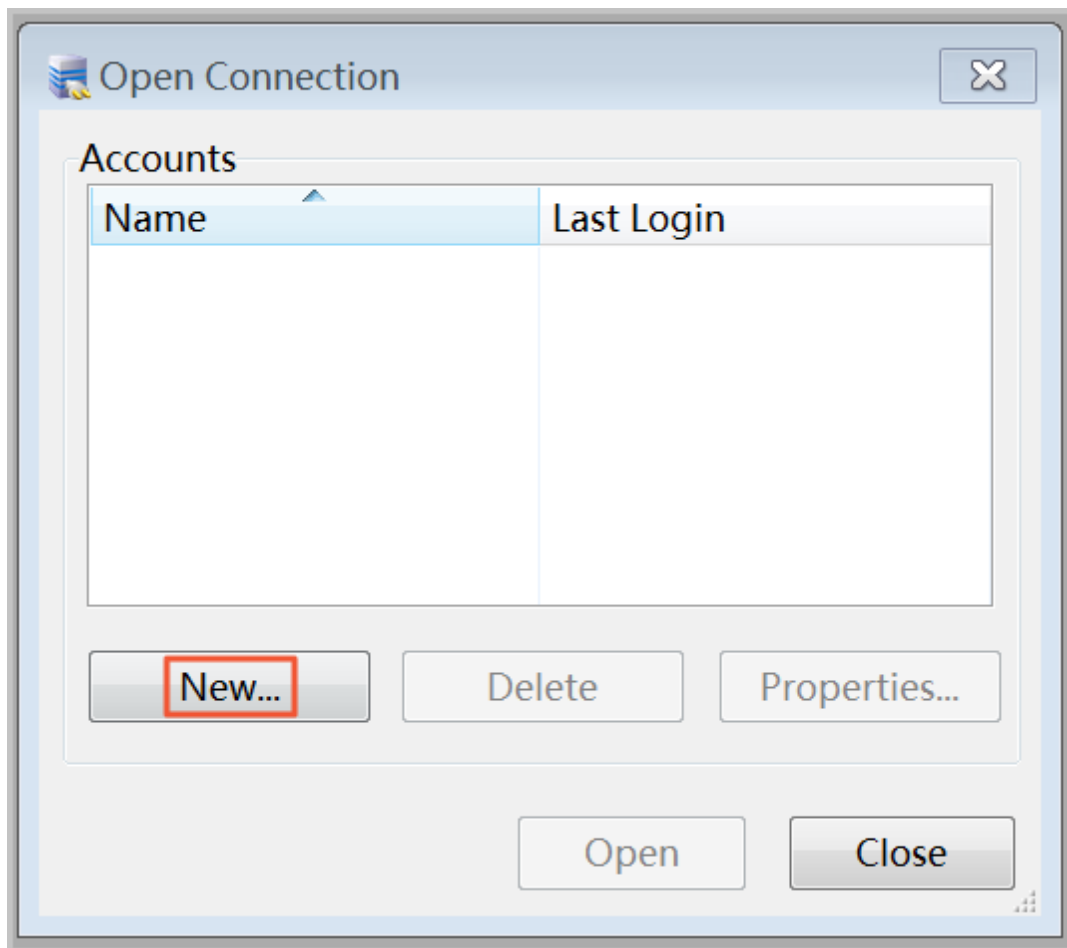 Open Connection
Accounts
Name Last Login
New... Delete Properties...
Open Close